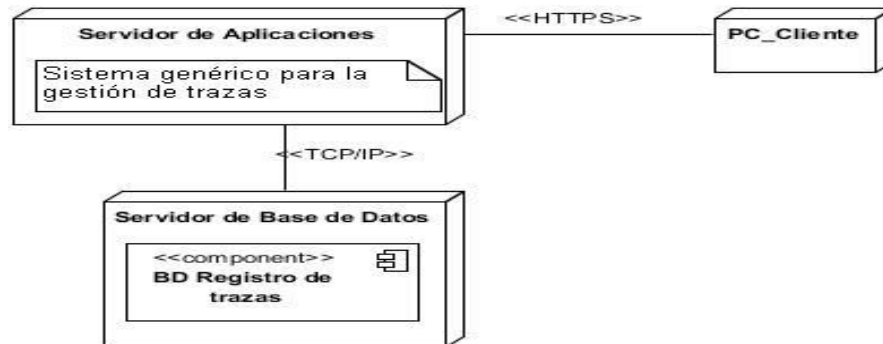 <<HTTPS>>
Servidor de Aplicaciones
PC_Cliente
Sistema genérico para la
gestión de trazas
<<TCP/IP>>
Servidor de Base de Datos
<<component>>
BD Registro de
trazas